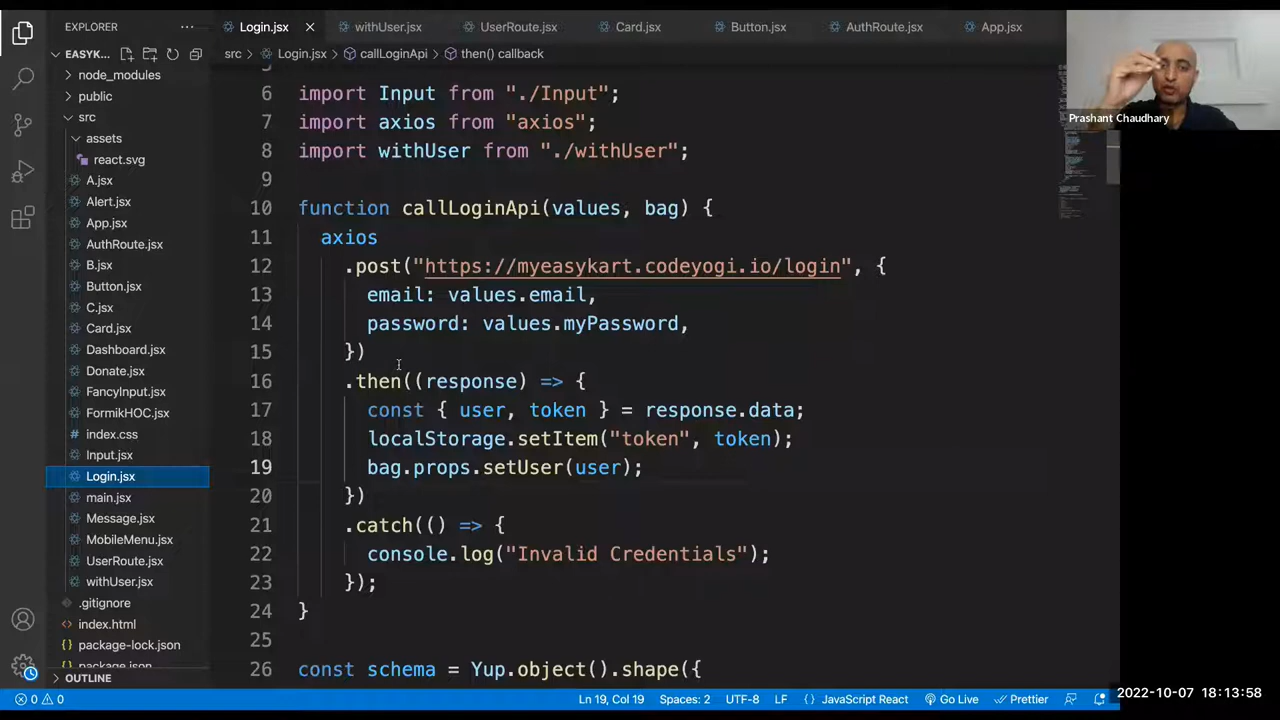 EXPLORER
Login.jsx
withUser.jsx
UserRoute.jsx
Card.jsx
Button.jsx
AuthRoute.jsx
App.jsx
EASYK...
src > Login.jsx > callLoginApi > then() callback
node_modules
public
src
assets
react.svg
A.jsx
Alert.jsx
App.jsx
AuthRoute.jsx
B.jsx
Button.jsx
C.jsx
Card.jsx
Dashboard.jsx
Donate.jsx
FancyInput.jsx
FormikHOC.jsx
index.css
Input.jsx
Login.jsx
main.jsx
Message.jsx
MobileMenu.jsx
UserRoute.jsx
withUser.jsx
.gitignore
index.html
package-lock.json
package.json
OUTLINE
6 import Input from "./Input";
7 import axios from "axios";
8 import withUser from "./withUser";
9
10 function callLoginApi(values, bag) {
11 axios
12 .post("https://myeasykart.codeyogi.io/login", {
13 email: values.email,
14 password: values.myPassword,
15 })
16 .then((response) => {
17 const { user, token } = response.data;
18 localStorage.setItem("token", token);
19 bag.props.setUser(user);
20 })
21 .catch(() => {
22 console.log("Invalid Credentials");
23 });
24 }
25
26 const schema = Yup.object().shape({
Prashant Chaudhary
0 0
Ln 19, Col 19
Spaces: 2
UTF-8
LF
{ } JavaScript React
Go Live
Prettier
2022-10-07 18:13:58